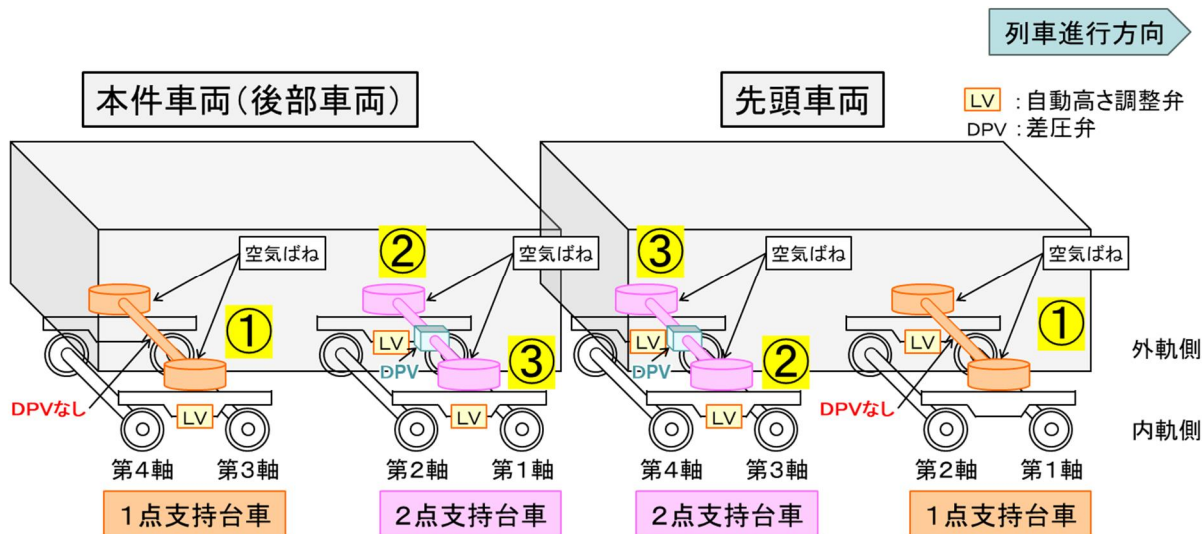 列車進行方向
本件車両(後部車両)
先頭車両
LV :自動高さ調整弁
DPV :差圧弁
空気ばね
②
空気ばね
③
空気ばね
空気ばね
①
LV
DPV
③
LV
DPV
②
LV
①
外軌側
DPVなし
LV
LV
LV
DPVなし
内軌側
第4軸 第3軸 第2軸 第1軸 第4軸 第3軸 第2軸 第1軸
1点支持台車 2点支持台車 2点支持台車 1点支持台車